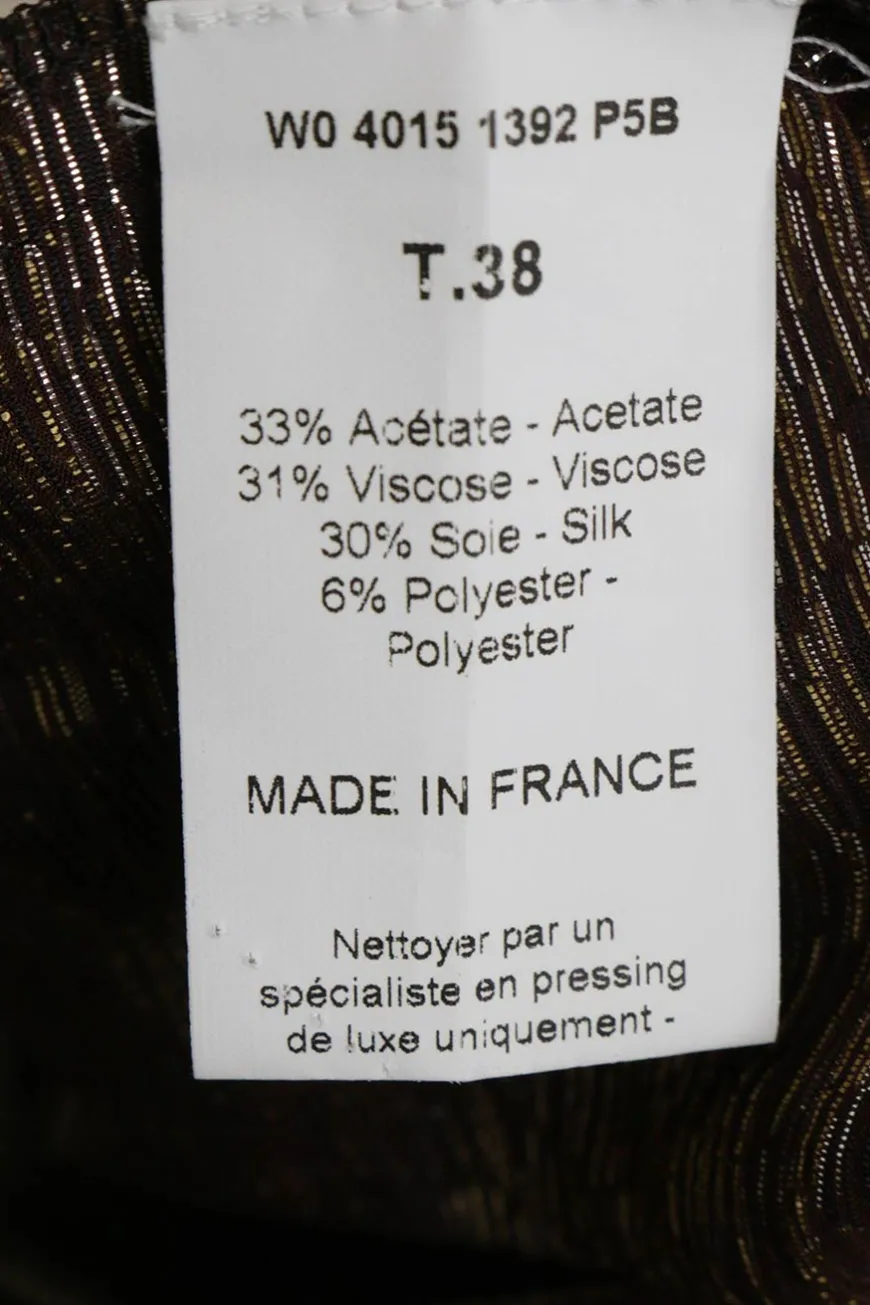 W0 4015 1392 P5B
T.38
33% Acétate - Acetate
31% Viscose - Viscose
30% Soie - Silk
6% Polyester -
Polyester
MADE IN FRANCE
Nettoyer par un
spécialiste en pressing
de luxe uniquement -